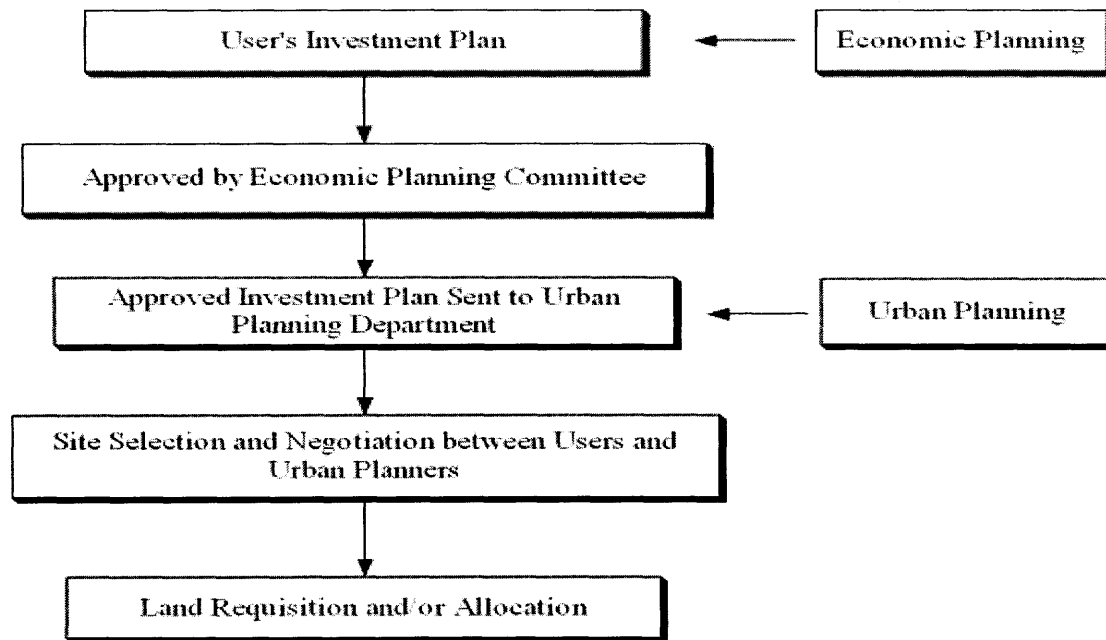 User's Investment Plan
Economic Planning
Approved by Economic Planning Committee
Approved Investment Plan Sent to Urban
Planning Department
Urban Planning
Site Selection and Negotiation between Users and
Urban Planners
Land Requisition and/or Allocation